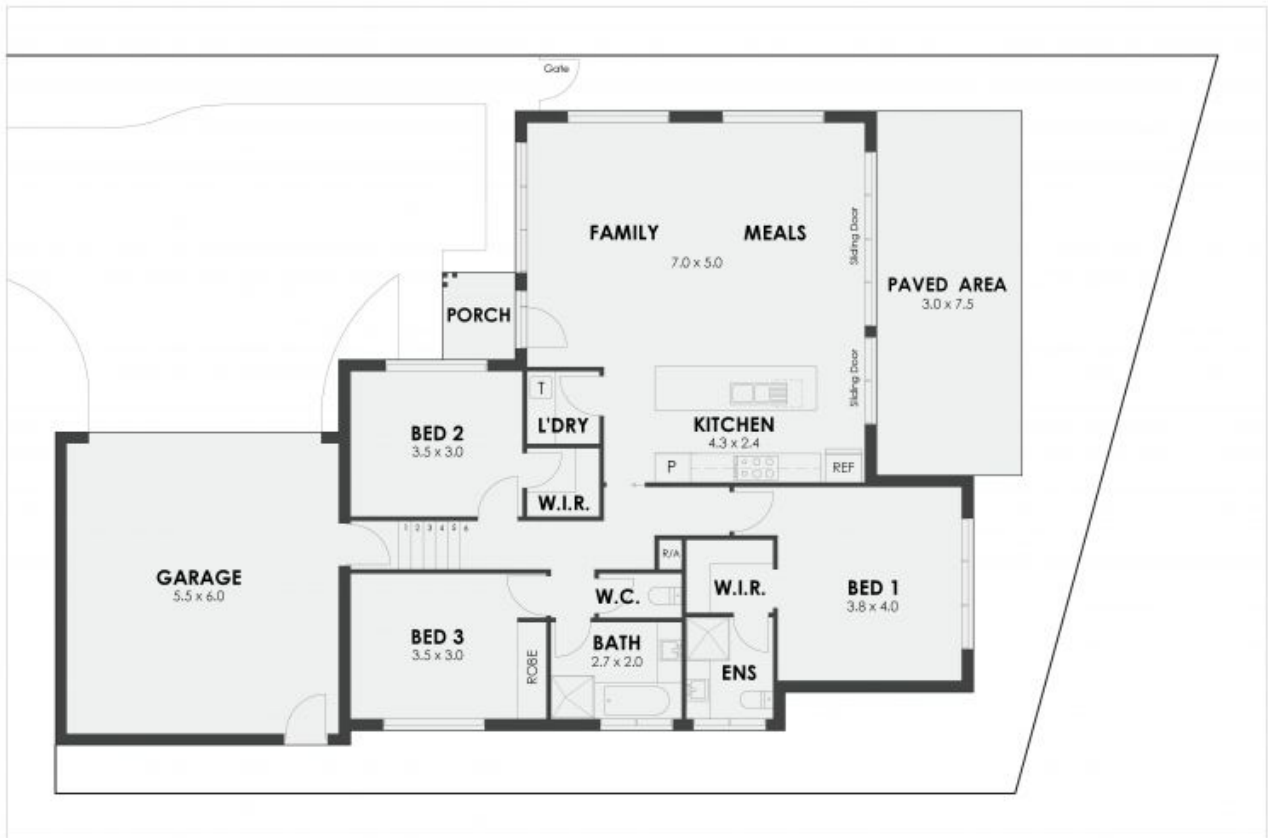 Gate
FAMILY
MEALS
7.0 x 5.0
Sliding Door
PAVED AREA
3.0 x 7.5
PORCH
Sliding Door
T
L'DRY
BED 2
3.5 x 3.0
KITCHEN
4.3 x 2.4
P
REF
W.I.R.
1 2 3 4 5 6
R/A
GARAGE
5.5 x 6.0
W.C.
W.I.R.
BED 1
3.8 x 4.0
BED 3
3.5 x 3.0
ROBE
BATH
2.7 x 2.0
ENS